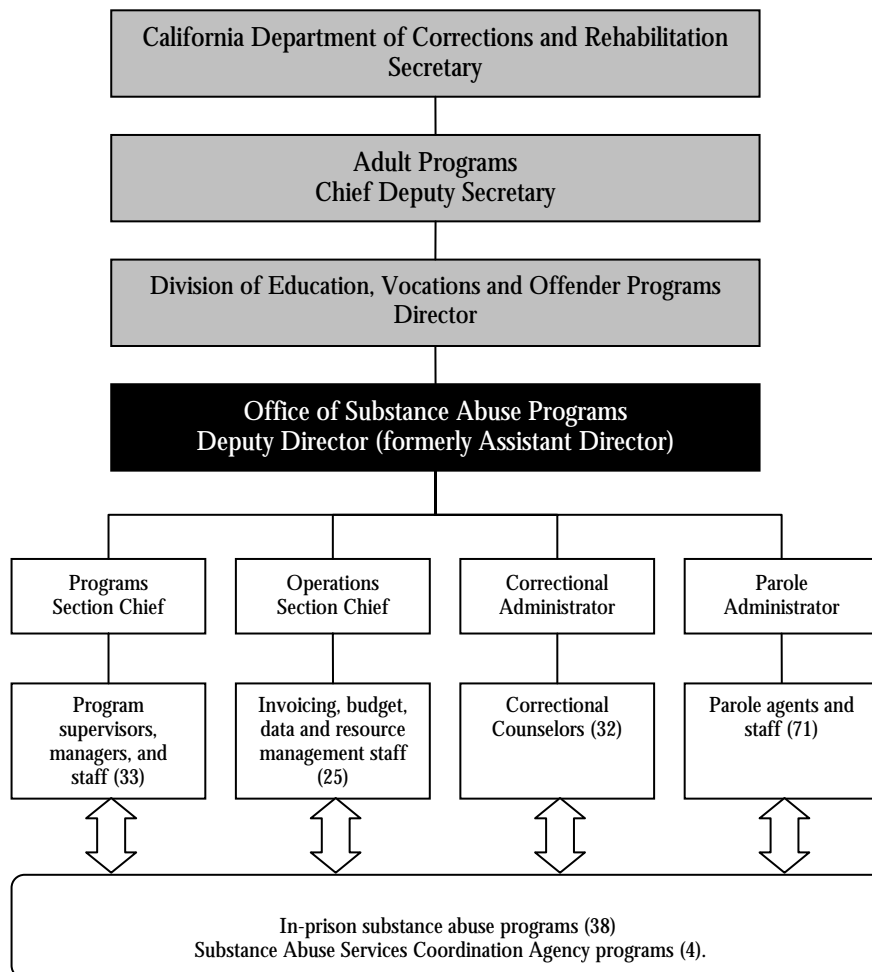 California Department of Corrections and Rehabilitation
Secretary
Adult Programs
Chief Deputy Secretary
Division of Education, Vocations and Offender Programs
Director
Office of Substance Abuse Programs
Deputy Director (formerly Assistant Director)
Programs
Section Chief
Operations
Section Chief
Correctional
Administrator
Parole
Administrator
Program
supervisors,
managers, and
staff (33)
Invoicing, budget,
data and resource
management staff
(25)
Correctional
Counselors (32)
Parole agents and
staff (71)
In-prison substance abuse programs (38)
Substance Abuse Services Coordination Agency programs (4).